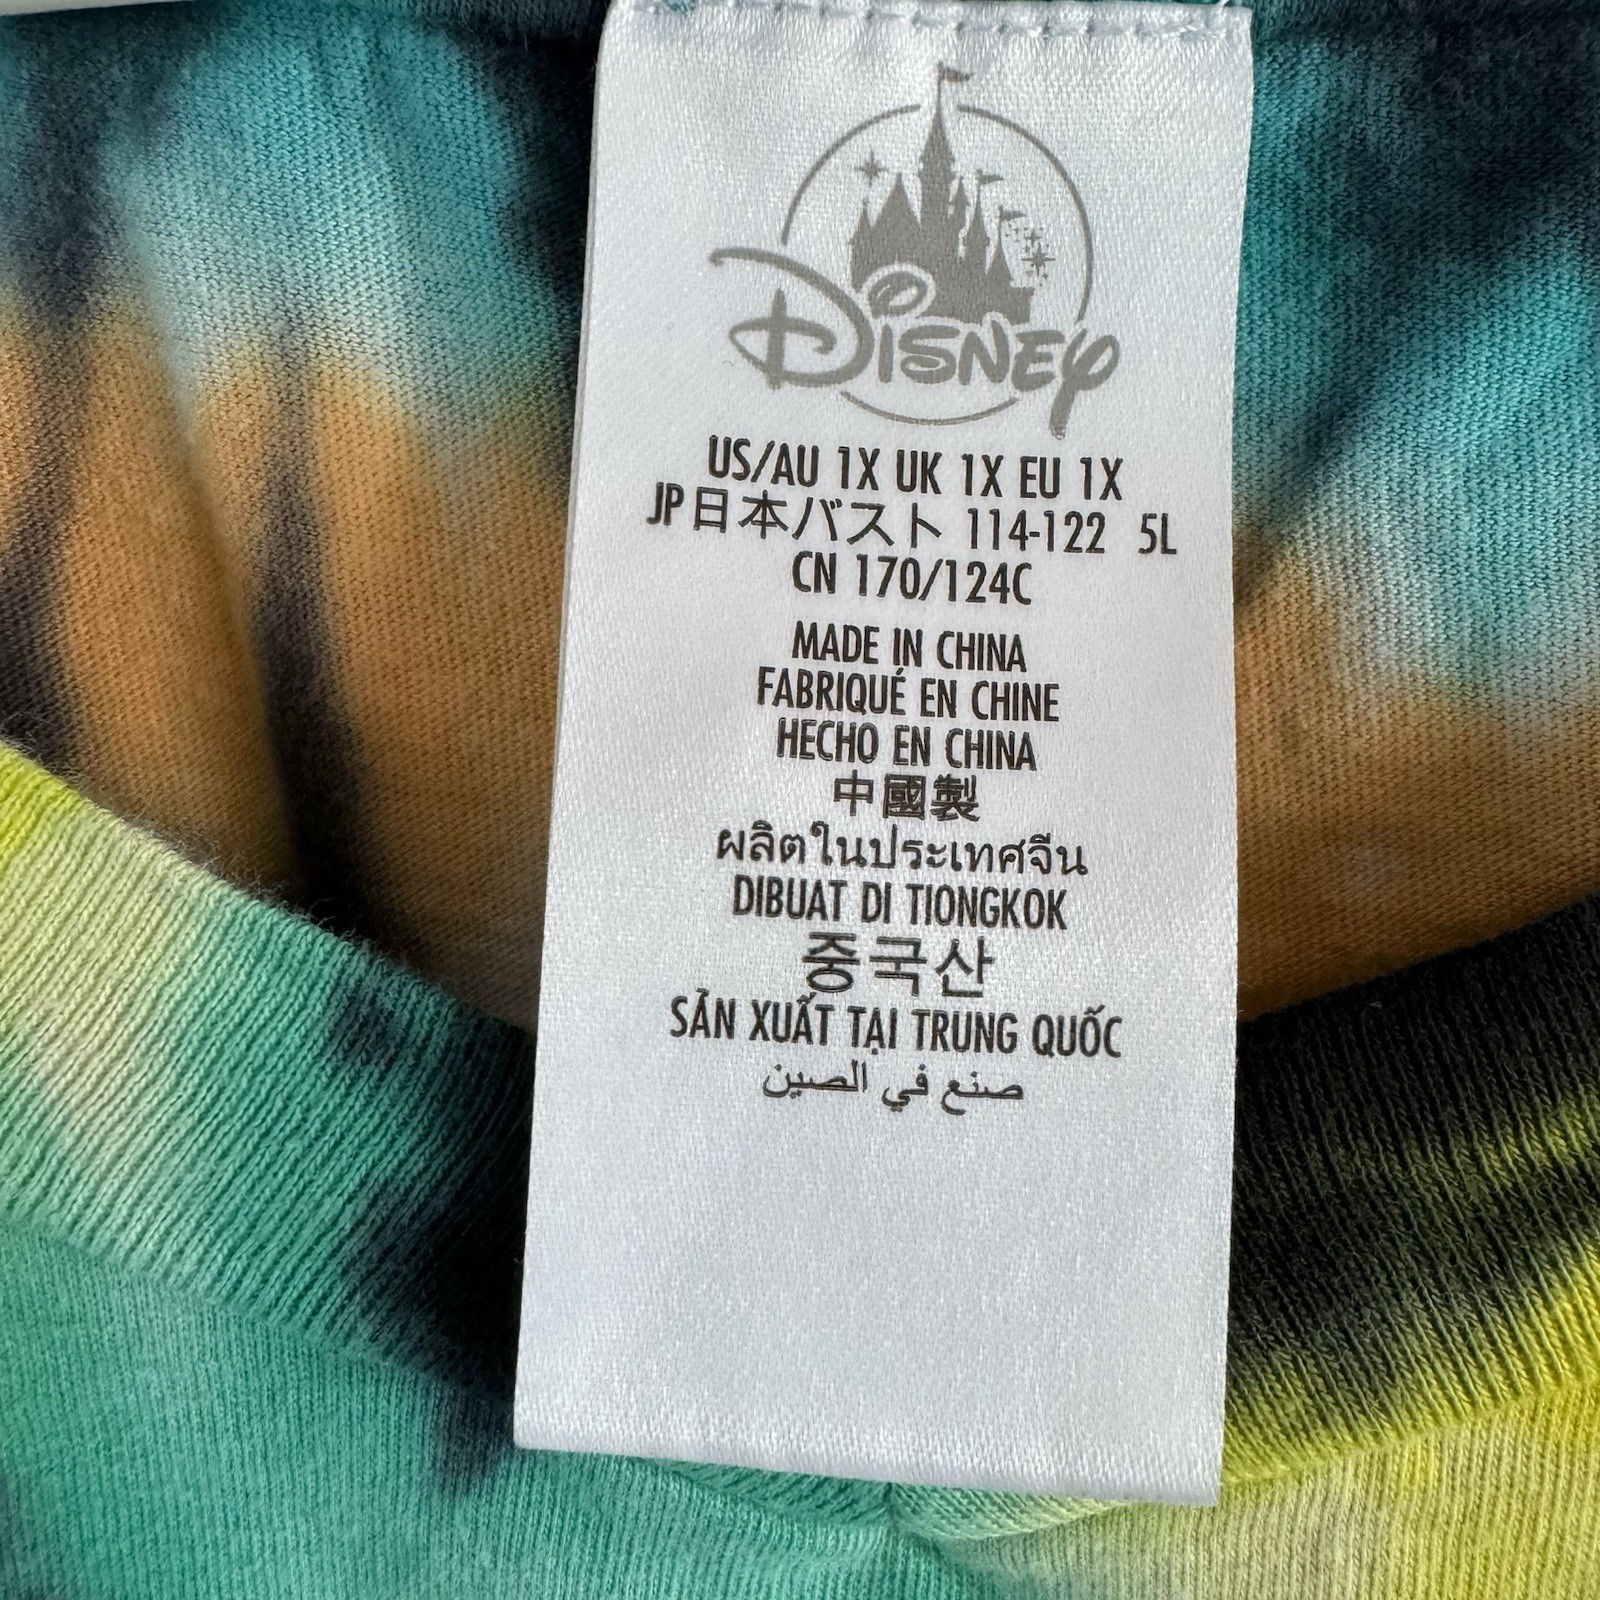 DISNEY
US/AU 1X UK 1X EU 1X
JP日本バスト 114-122 5L
CN 170/124C
MADE IN CHINA
FABRIQUÉ EN CHINE
HECHO EN CHINA
中國製
ผลิตในประเทศจีน
DIBUAT DI TIONGKOK
중국산
SẢN XUẤT TẠI TRUNG QUỐC
صنع في الصين